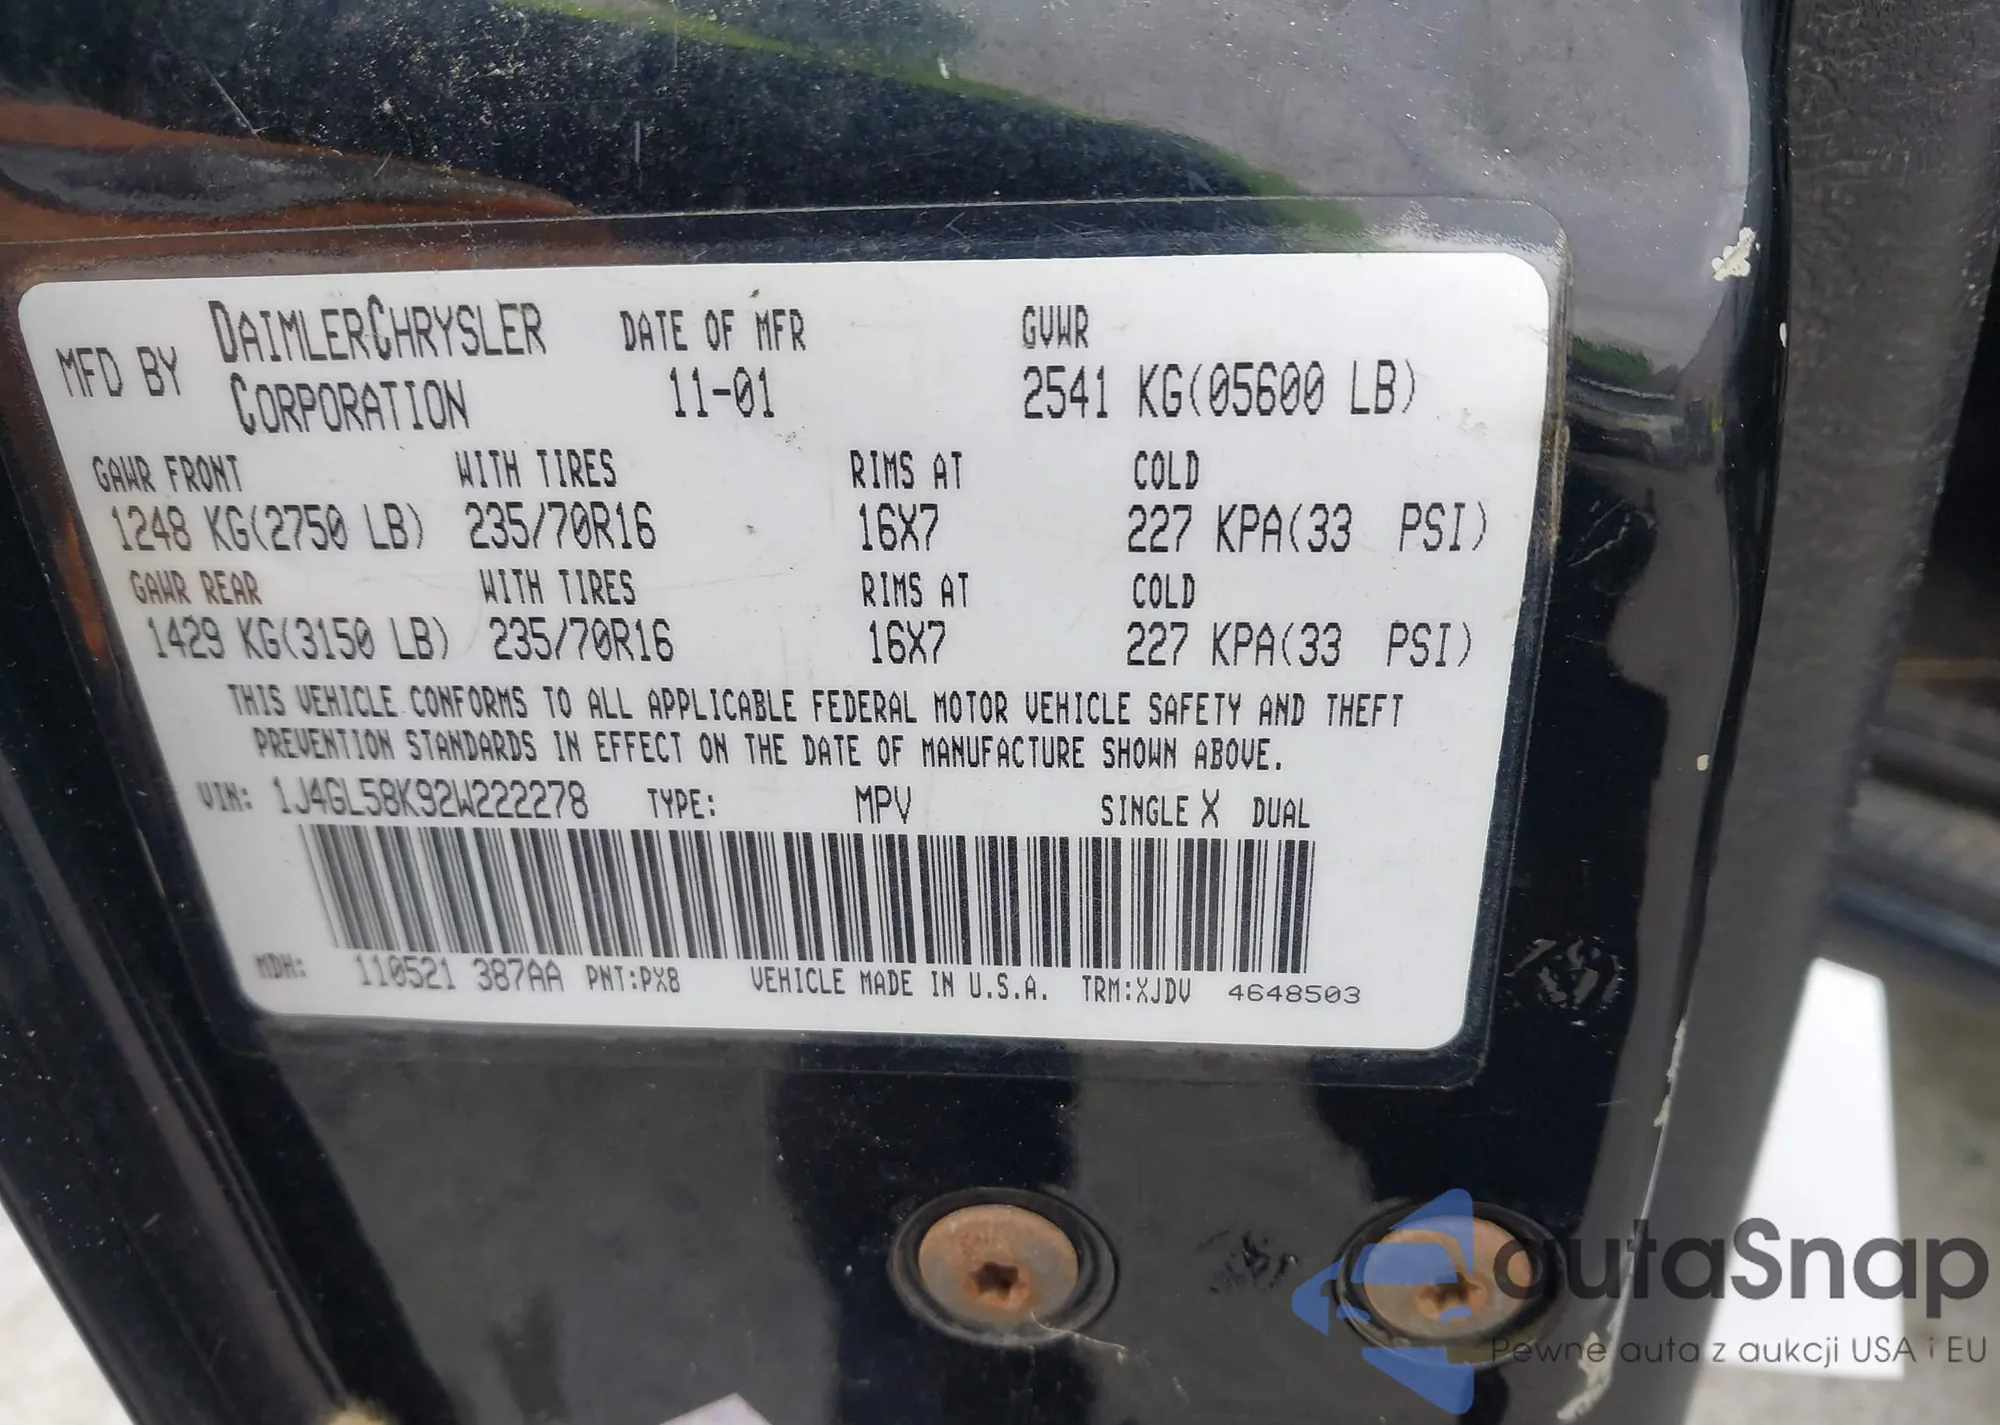 MFD BY DAIMLERCHRYSLER CORPORATION
DATE OF MFR
11-01
GVWR
2541 KG(05600 LB)
GAWR FRONT WITH TIRES RIMS AT COLD
1248 KG(2750 LB) 235/70R16 16X7 227 KPA(33 PSI)
GAWR REAR WITH TIRES RIMS AT COLD
1429 KG(3150 LB) 235/70R16 16X7 227 KPA(33 PSI)
THIS VEHICLE CONFORMS TO ALL APPLICABLE FEDERAL MOTOR VEHICLE SAFETY AND THEFT
PREVENTION STANDARDS IN EFFECT ON THE DATE OF MANUFACTURE SHOWN ABOVE.
VIN: 1J4GL58K92W222278 TYPE: MPV SINGLE X DUAL
MDH: 110521 387AA PNT:PX8 VEHICLE MADE IN U.S.A. TRM:XJDV 4648503
autaSnap
Pewne auta z aukcji USA i EU